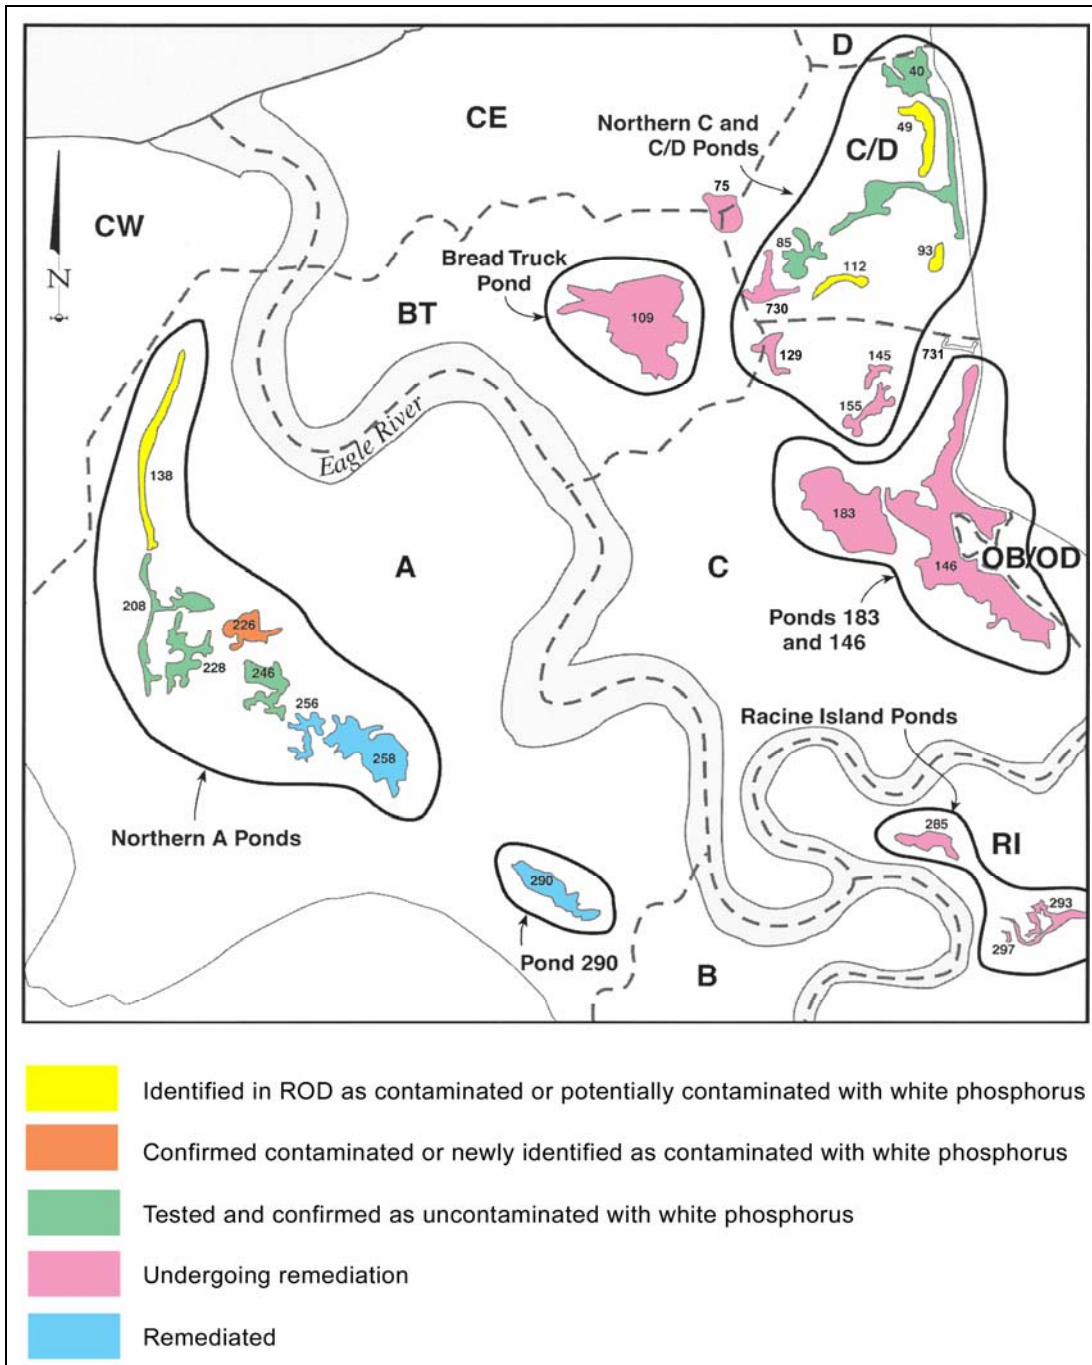 D
40
CE
Northern C and
C/D Ponds
49
C/D
75
CW
N
85
93
Bread Truck
Pond
112
BT
730
109
129
145
731
155
Eagle River
138
183
A
C
OB/OD
146
208
226
Ponds 183
and 146
228
246
256
Racine Island Ponds
258
285
Northern A Ponds
RI
290
293
297
Pond 290
B
Identified in ROD as contaminated or potentially contaminated with white phosphorus
Confirmed contaminated or newly identified as contaminated with white phosphorus
Tested and confirmed as uncontaminated with white phosphorus
Undergoing remediation
Remediated